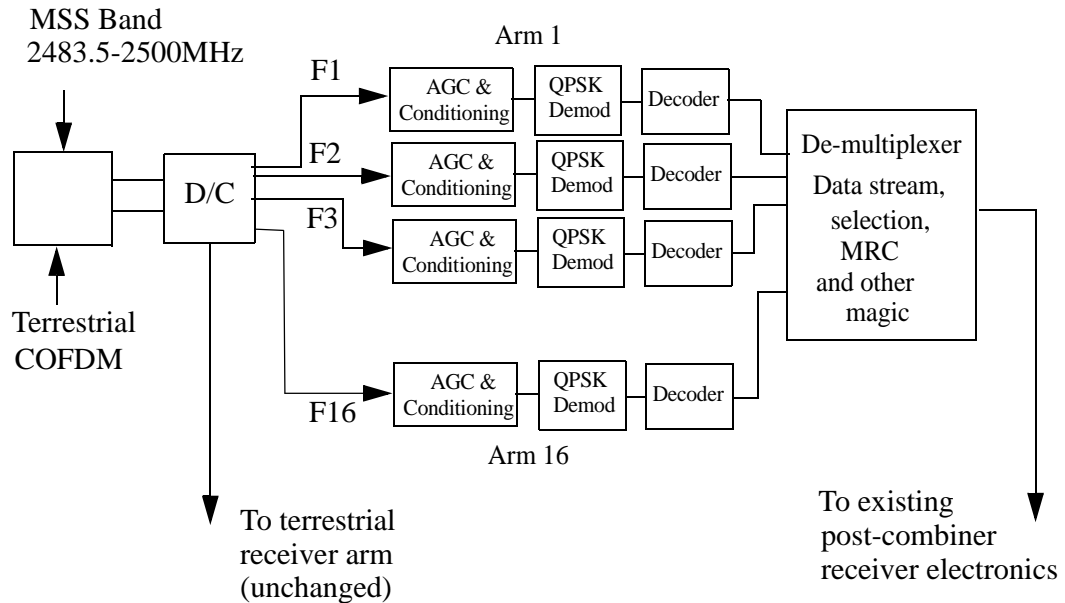 MSS Band
2483.5-2500MHz
Arm 1
F1
AGC &
Conditioning
QPSK
Demod
Decoder
F2
AGC &
Conditioning
QPSK
Demod
Decoder
D/C
F3
AGC &
Conditioning
QPSK
Demod
Decoder
De-multiplexer
Data stream,
selection,
MRC
and other
magic
Terrestrial
COFDM
F16
AGC &
Conditioning
QPSK
Demod
Decoder
Arm 16
To terrestrial
receiver arm
(unchanged)
To existing
post-combiner
receiver electronics